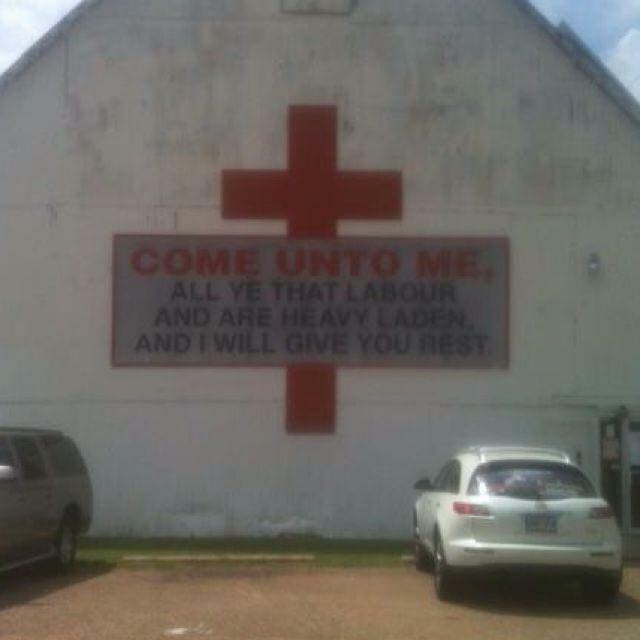 COME UNTO ME,
ALL YE THAT LABOUR
AND ARE HEAVY LADEN,
AND I WILL GIVE YOU REST